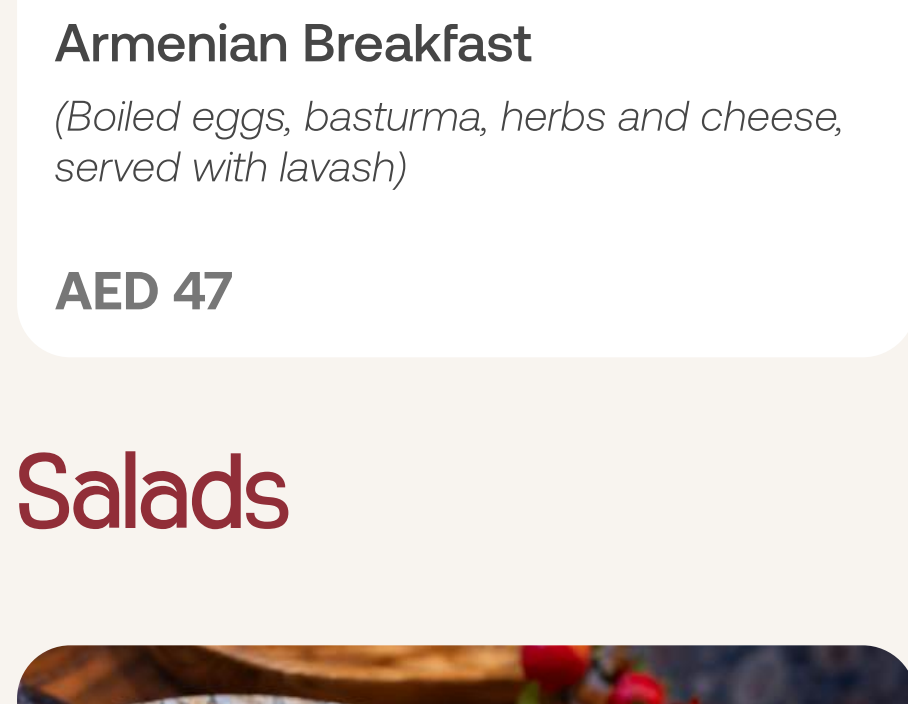 Armenian Breakfast
(Boiled eggs, basturma, herbs and cheese,
served with lavash)
AED 47
Salads